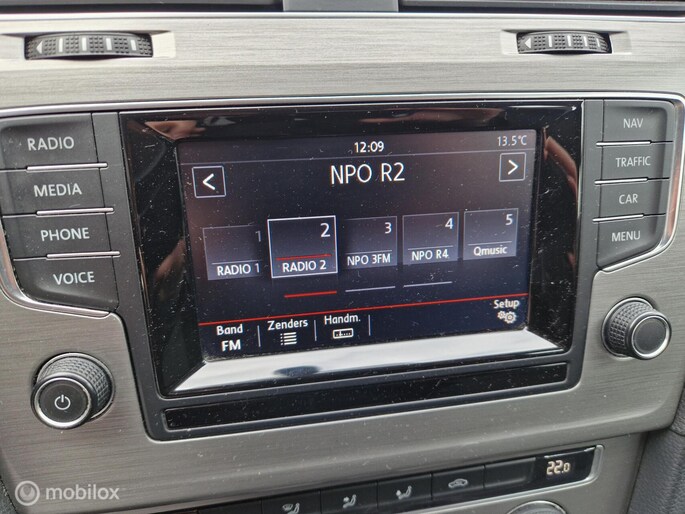 12:09
13.5°C
NPO R2
< >
1 2 3 4 5
RADIO 1 RADIO 2 NPO 3FM NPO R4 Qmusic
Band Zenders Handm. Setup
FM
RADIO
MEDIA
PHONE
VOICE
NAV
TRAFFIC
CAR
MENU
22.0
mobilox